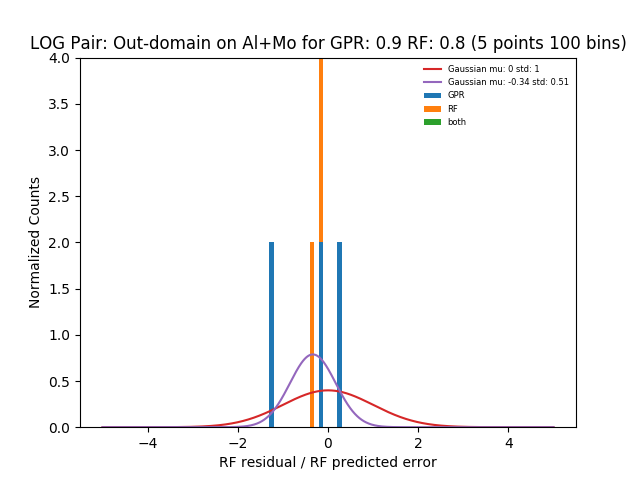 LOG Pair: Out-domain on Al+Mo for GPR: 0.9 RF: 0.8 (5 points 100 bins)
Gaussian mu: 0 std: 1
Gaussian mu: -0.34 std: 0.51
GPR
RF
both
Normalized Counts
4.0
3.5
3.0
2.5
2.0
1.5
1.0
0.5
0.0
−4 −2 0 2 4
RF residual / RF predicted error